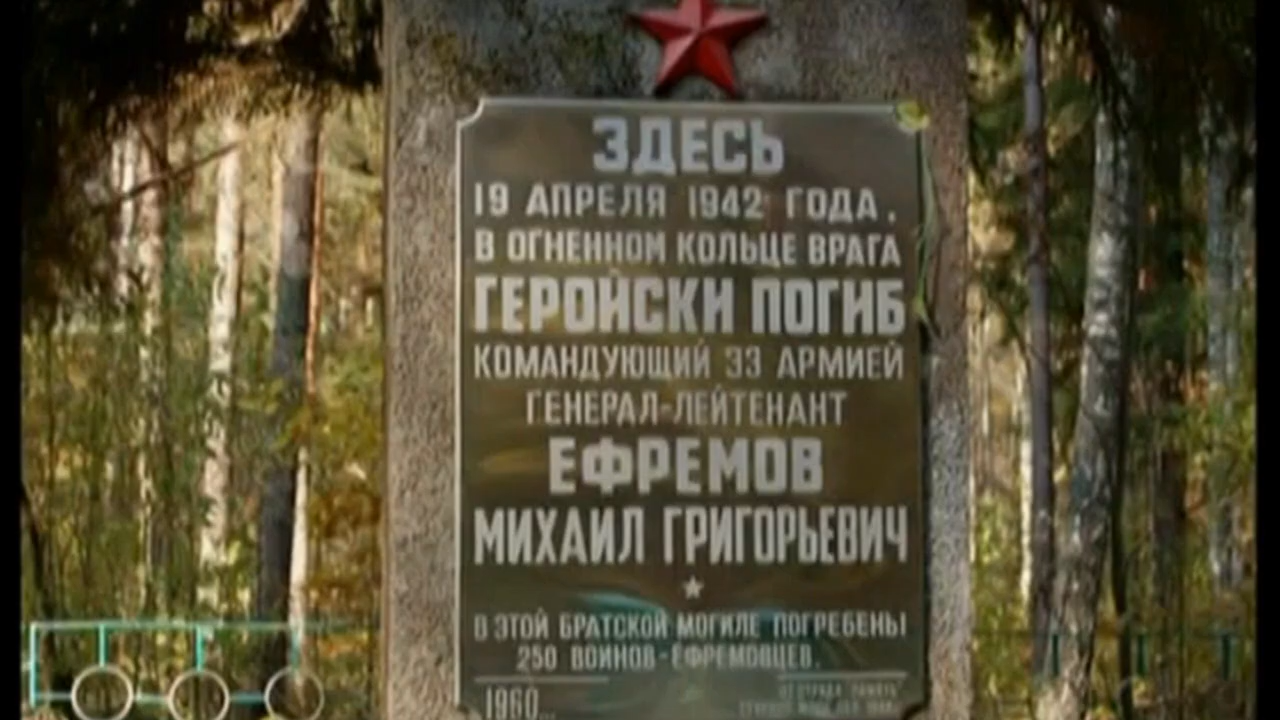 ЗДЕСЬ
19 АПРЕЛЯ 1942 ГОДА.
В ОГНЕННОМ КОЛЬЦЕ ВРАГА
ГЕРОЙСКИ ПОГИБ
КОМАНДУЮЩИЙ 33 АРМИЕЙ
ГЕНЕРАЛ-ЛЕЙТЕНАНТ
ЕФРЕМОВ
МИХАИЛ ГРИГОРЬЕВИЧ
В ЭТОЙ БРАТСКОЙ МОГИЛЕ ПОГРЕБЕНЫ
250 ВОИНОВ-ЕФРЕМОВЦЕВ.
1960